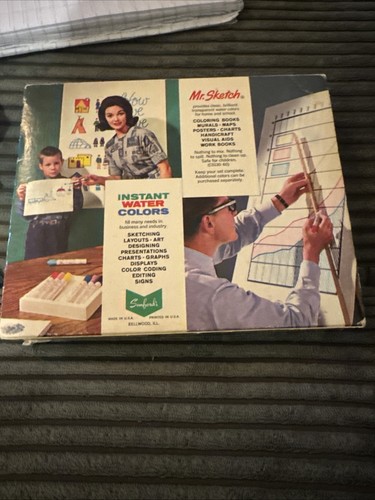 Mr. Sketch®
provides clean, brilliant,
transparent water colors
for home and school.
COLORING BOOKS
MURALS · MAPS
POSTERS · CHARTS
HANDICRAFT
VISUAL AIDS
WORK BOOKS
Nothing to mix. Nothing
to spill. Nothing to clean up.
Safe for children.
Keep your set complete.
Additional colors can be
purchased separately.
INSTANT
WATER
COLORS
fill many needs in
business and industry.
SKETCHING
LAYOUTS · ART
DESIGNING
PRESENTATIONS
CHARTS · GRAPHS
DISPLAYS
COLOR CODING
EDITING
SIGNS
Sanford's
MADE IN U.S.A. PRINTED IN U.S.A.
BELLWOOD, ILL.